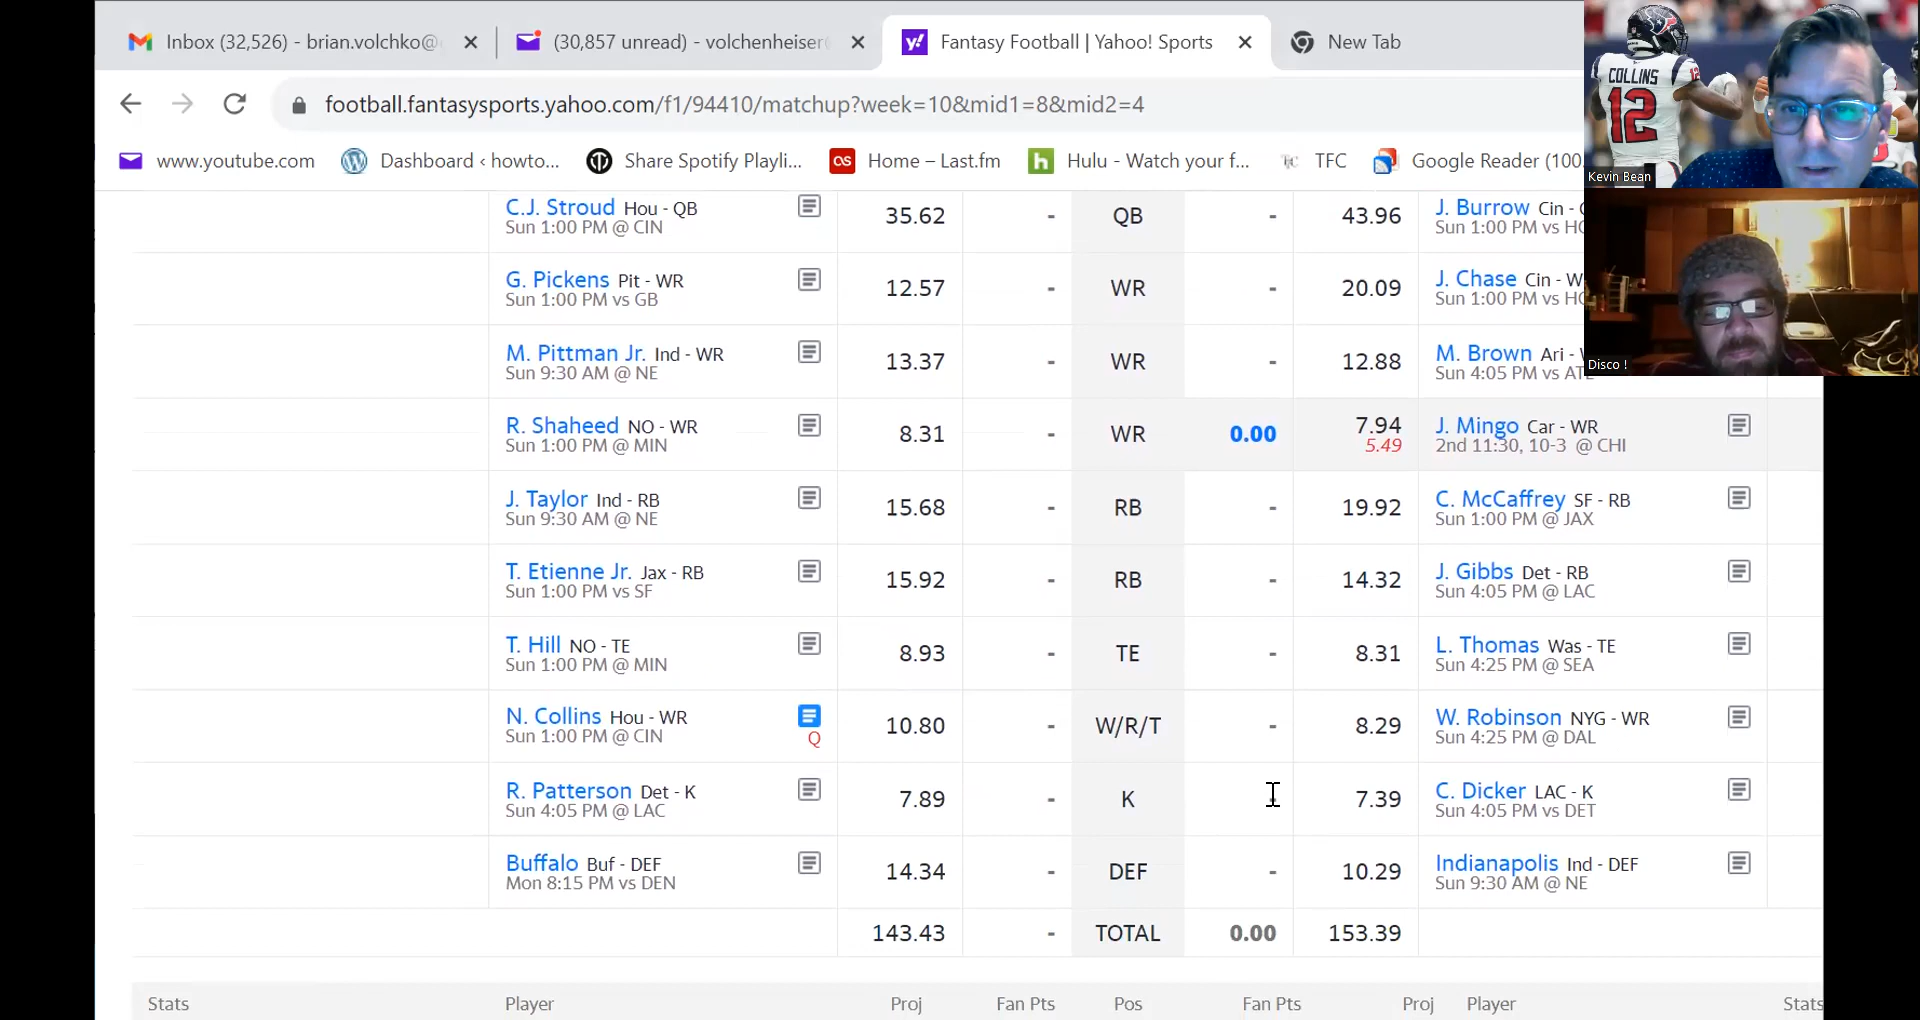 Inbox (32,526) - brian.volchko@
(30,857 unread) - volchenheiser
Fantasy Football | Yahoo! Sports
New Tab
football.fantasysports.yahoo.com/f1/94410/matchup?week=10&mid1=8&mid2=4
www.youtube.com
Dashboard ‹ howto...
Share Spotify Playli...
Home – Last.fm
Hulu - Watch your f...
TFC
Google Reader (100
COLLINS
12
Kevin Bean
Disco !
C.J. Stroud Hou - QB 35.62 - QB - 43.96 J. Burrow Cin -
Sun 1:00 PM @ CIN Sun 1:00 PM vs HO
G. Pickens Pit - WR 12.57 - WR - 20.09 J. Chase Cin - W
Sun 1:00 PM vs GB Sun 1:00 PM vs HO
M. Pittman Jr. Ind - WR 13.37 - WR - 12.88 M. Brown Ari -
Sun 9:30 AM @ NE Sun 4:05 PM vs ATL
R. Shaheed NO - WR 8.31 - WR 0.00 7.94 J. Mingo Car - WR
Sun 1:00 PM @ MIN 5.49 2nd 11:30, 10-3 @ CHI
J. Taylor Ind - RB 15.68 - RB - 19.92 C. McCaffrey SF - RB
Sun 9:30 AM @ NE Sun 1:00 PM @ JAX
T. Etienne Jr. Jax - RB 15.92 - RB - 14.32 J. Gibbs Det - RB
Sun 1:00 PM vs SF Sun 4:05 PM @ LAC
T. Hill NO - TE 8.93 - TE - 8.31 L. Thomas Was - TE
Sun 1:00 PM @ MIN Sun 4:25 PM @ SEA
N. Collins Hou - WR 10.80 - W/R/T - 8.29 W. Robinson NYG - WR
Sun 1:00 PM @ CIN Q Sun 4:25 PM @ DAL
R. Patterson Det - K 7.89 - K - 7.39 C. Dicker LAC - K
Sun 4:05 PM @ LAC Sun 4:05 PM vs DET
Buffalo Buf - DEF 14.34 - DEF - 10.29 Indianapolis Ind - DEF
Mon 8:15 PM vs DEN Sun 9:30 AM @ NE
143.43 - TOTAL 0.00 153.39
Stats Player Proj Fan Pts Pos Fan Pts Proj Player Stats